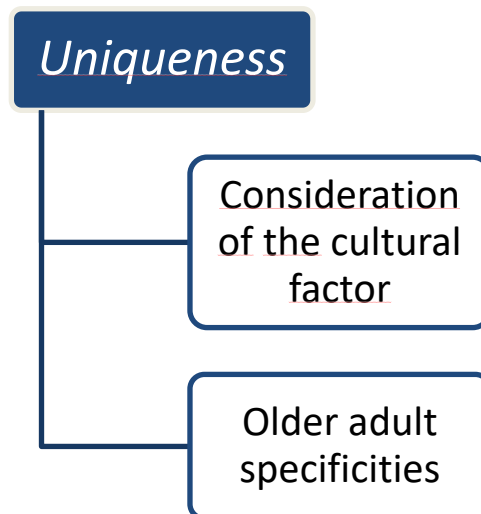 Uniqueness
Consideration
of the cultural
factor
Older adult
specificities